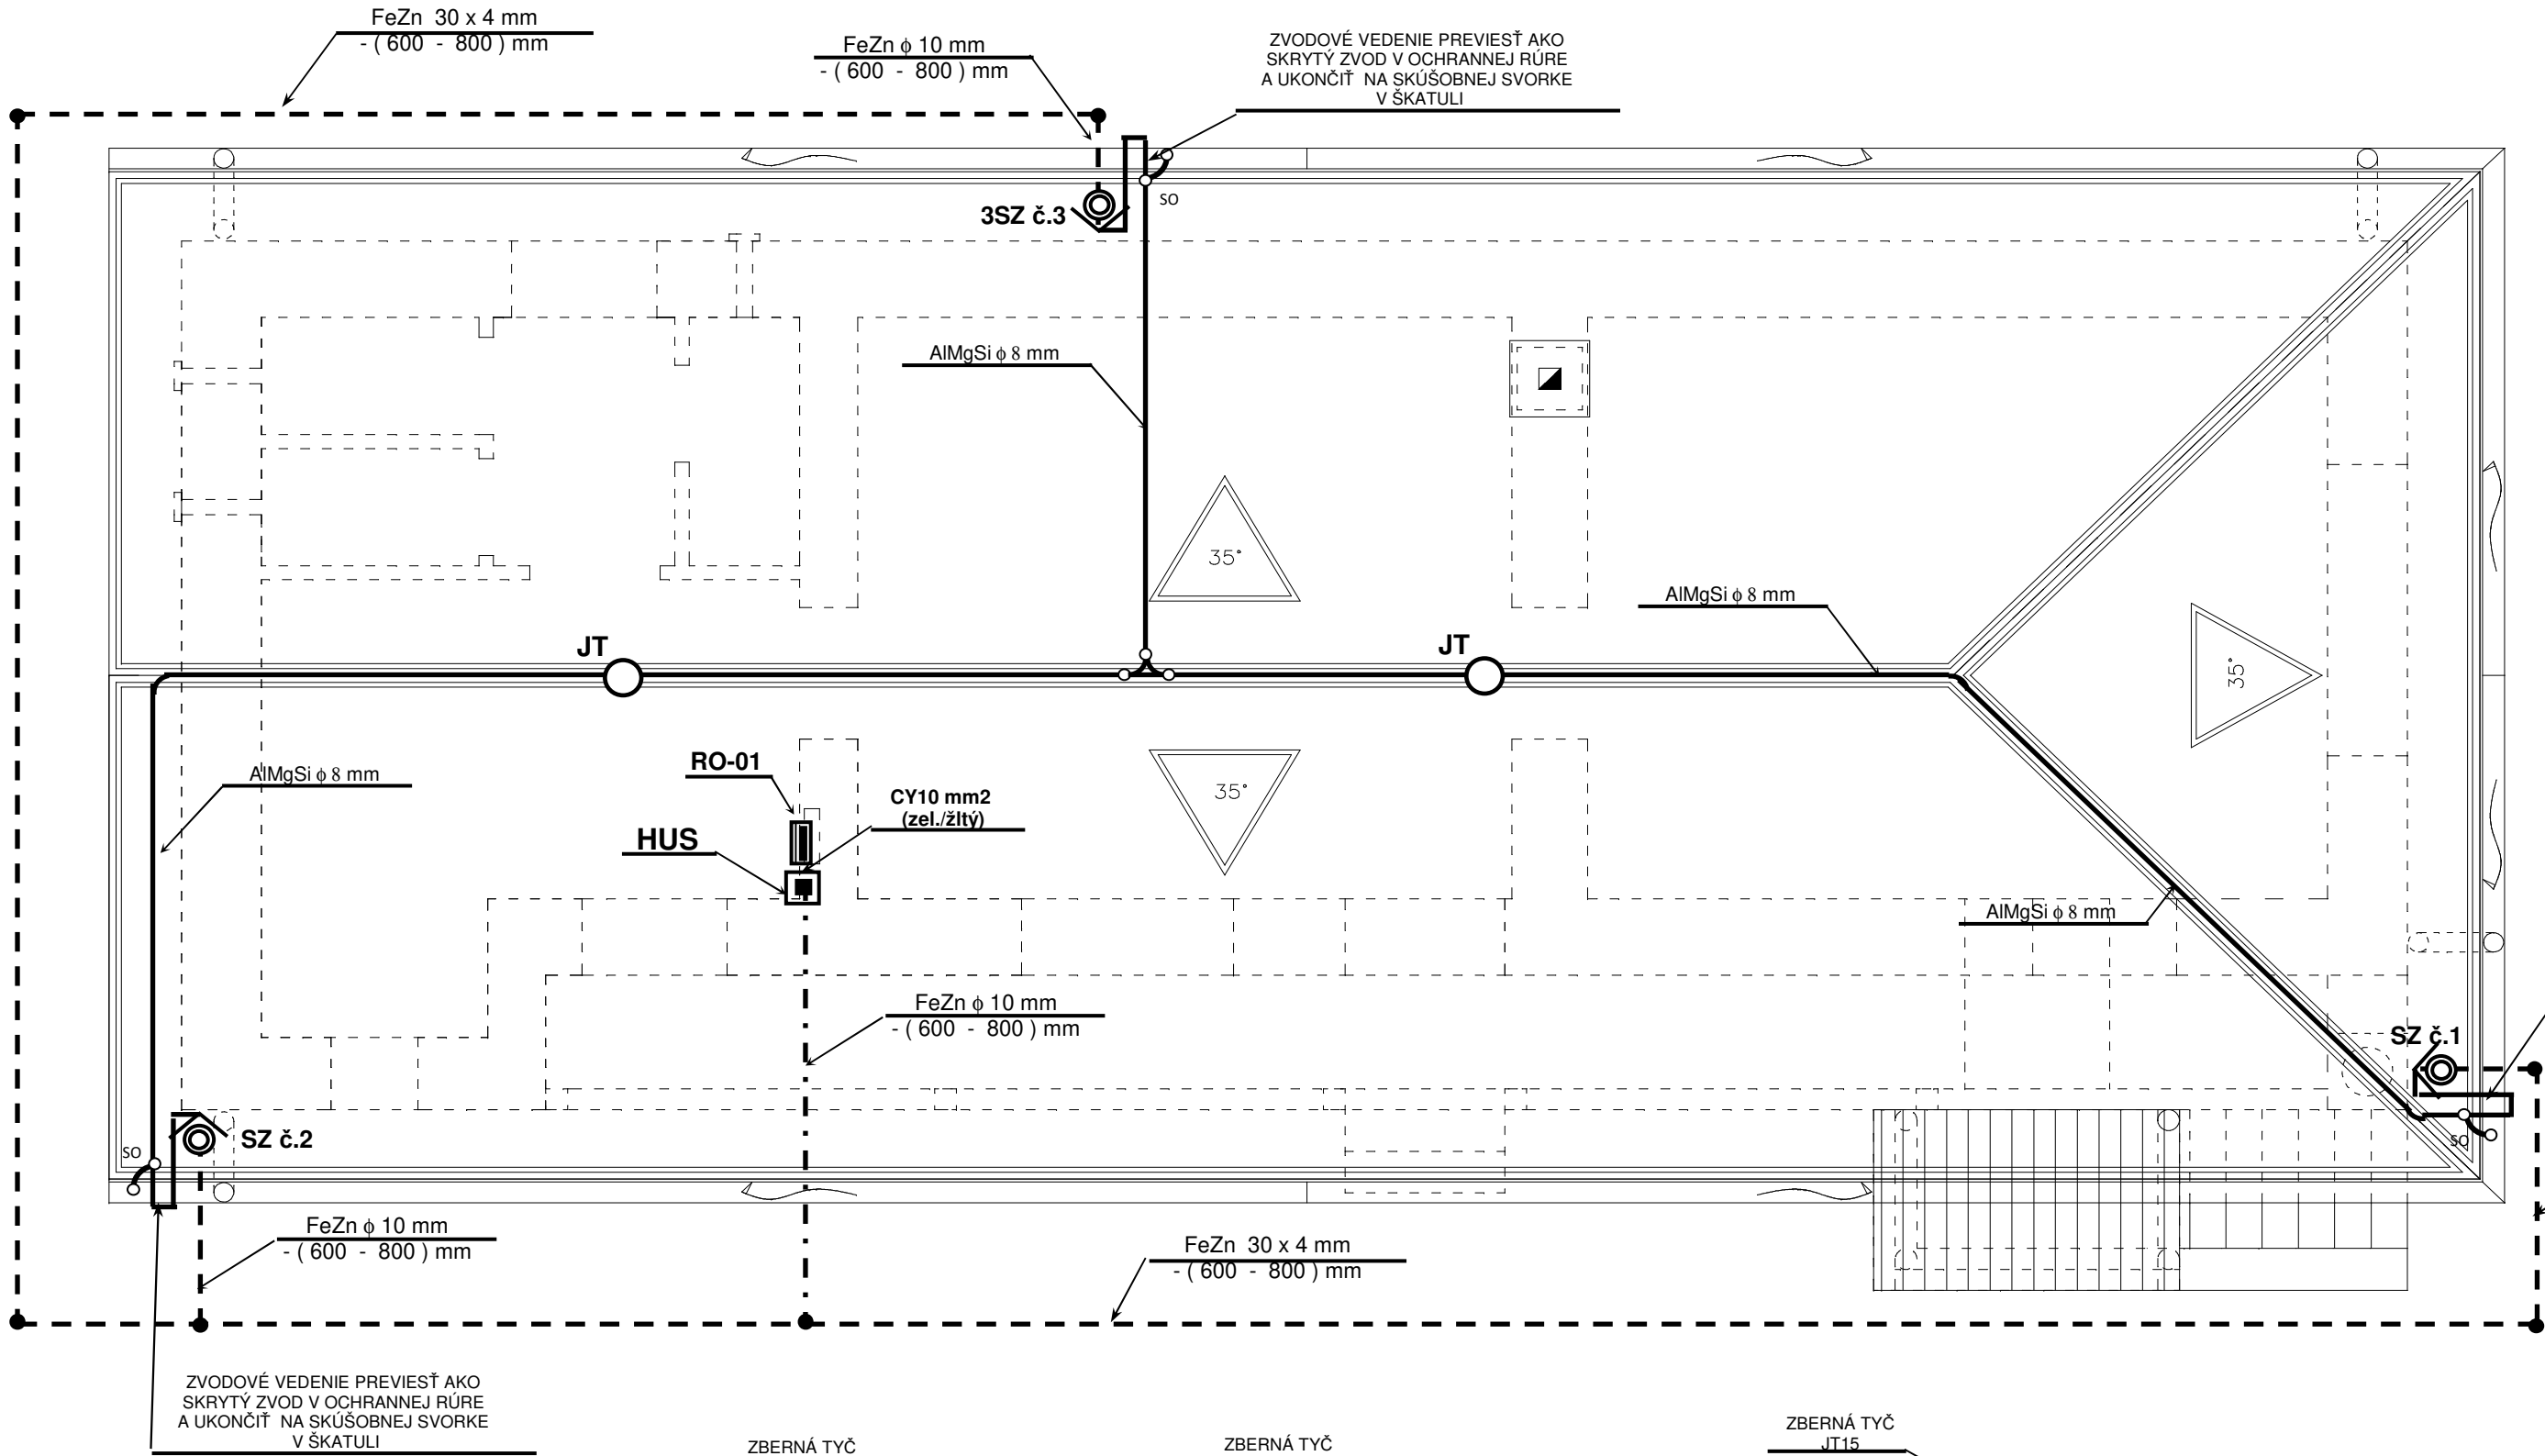 FeZn 30 x 4 mm
- ( 600 - 800 ) mm
FeZn ϕ 10 mm
- ( 600 - 800 ) mm
ZVODOVÉ VEDENIE PREVIESŤ AKO
SKRYTÝ ZVOD V OCHRANNEJ RÚRE
A UKONČIŤ NA SKÚŠOBNEJ SVORKE
V ŠKATULI
3SZ č.3
SO
AlMgSi ϕ 8 mm
35°
AlMgSi ϕ 8 mm
JT
JT
35°
RO-01
AlMgSi ϕ 8 mm
CY10 mm2
(zel./žltý)
35°
HUS
AlMgSi ϕ 8 mm
FeZn ϕ 10 mm
- ( 600 - 800 ) mm
SZ č.1
SO
SZ č.2
SO
FeZn ϕ 10 mm
- ( 600 - 800 ) mm
FeZn 30 x 4 mm
- ( 600 - 800 ) mm
ZVODOVÉ VEDENIE PREVIESŤ AKO
SKRYTÝ ZVOD V OCHRANNEJ RÚRE
A UKONČIŤ NA SKÚŠOBNEJ SVORKE
V ŠKATULI
ZBERNÁ TYČ
ZBERNÁ TYČ
ZBERNÁ TYČ
JT15